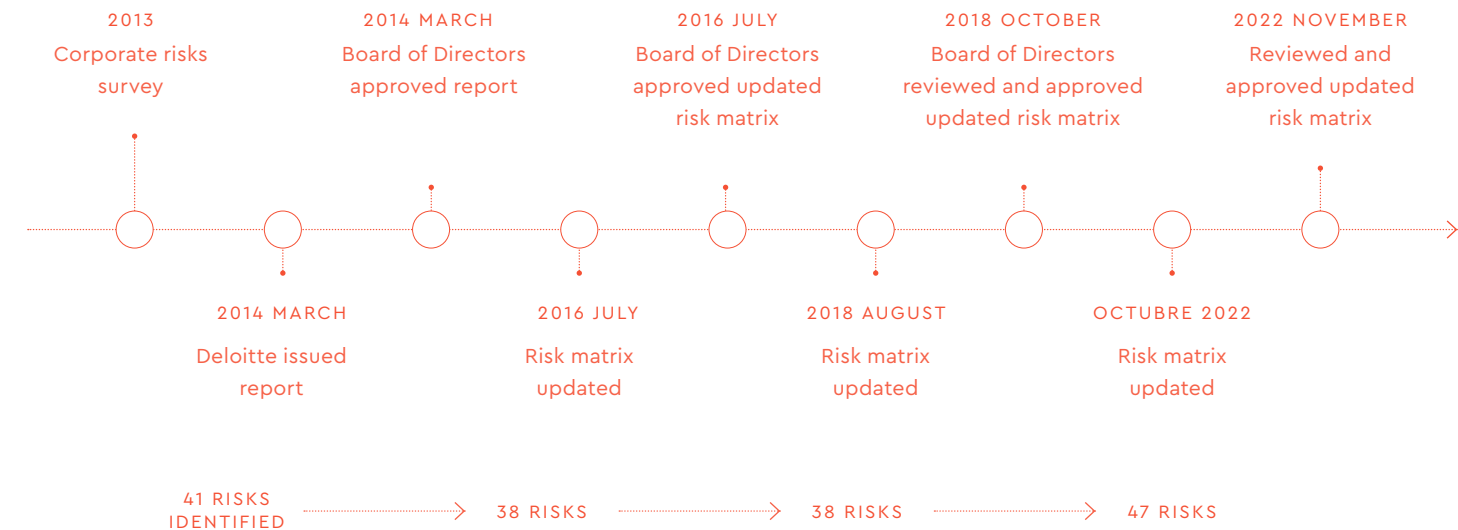 2013
Corporate risks
survey
2014 MARCH
Board of Directors
approved report
2016 JULY
Board of Directors
approved updated
risk matrix
2018 OCTOBER
Board of Directors
reviewed and approved
updated risk matrix
2022 NOVEMBER
Reviewed and
approved updated
risk matrix
2014 MARCH
Deloitte issued
report
2016 JULY
Risk matrix
updated
2018 AUGUST
Risk matrix
updated
OCTUBRE 2022
Risk matrix
updated
41 RISKS
IDENTIFIED
38 RISKS
38 RISKS
47 RISKS